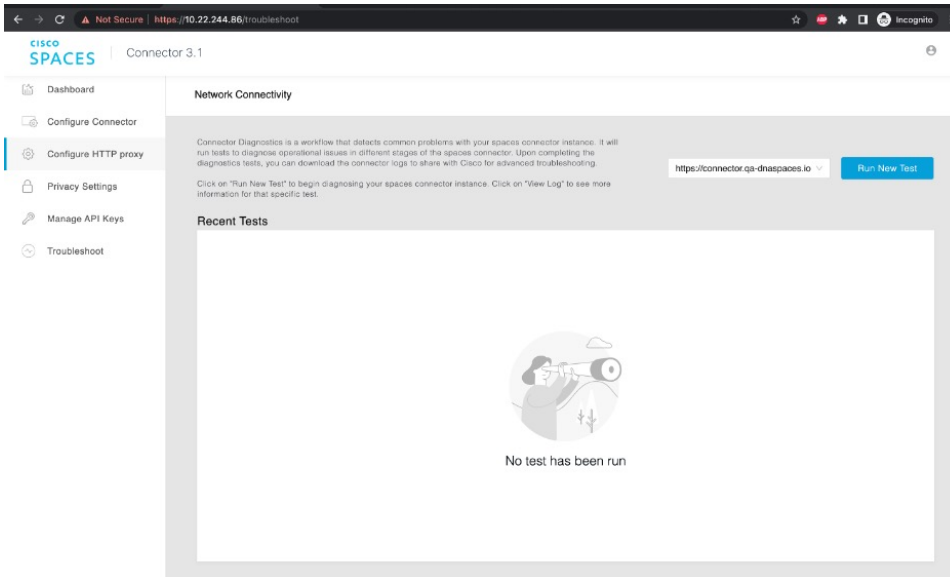 Not Secure | https://10.22.244.86/troubleshoot
ABP
Incognito
CISCO
SPACES
Connector 3.1
Dashboard
Network Connectivity
Configure Connector
Configure HTTP proxy
Privacy Settings
Manage API Keys
Troubleshoot
Connector Diagnostics is a workflow that detects common problems with your spaces connector instance. It will
run tests to diagnose operational issues in different stages of the spaces connector. Upon completing the
diagnostics tests, you can download the connector logs to share with Cisco for advanced troubleshooting.
Click on "Run New Test" to begin diagnosing your spaces connector instance. Click on "View Log" to see more
information for that specific test.
https://connector.qa-dnaspaces.io
Run New Test
Recent Tests
No test has been run